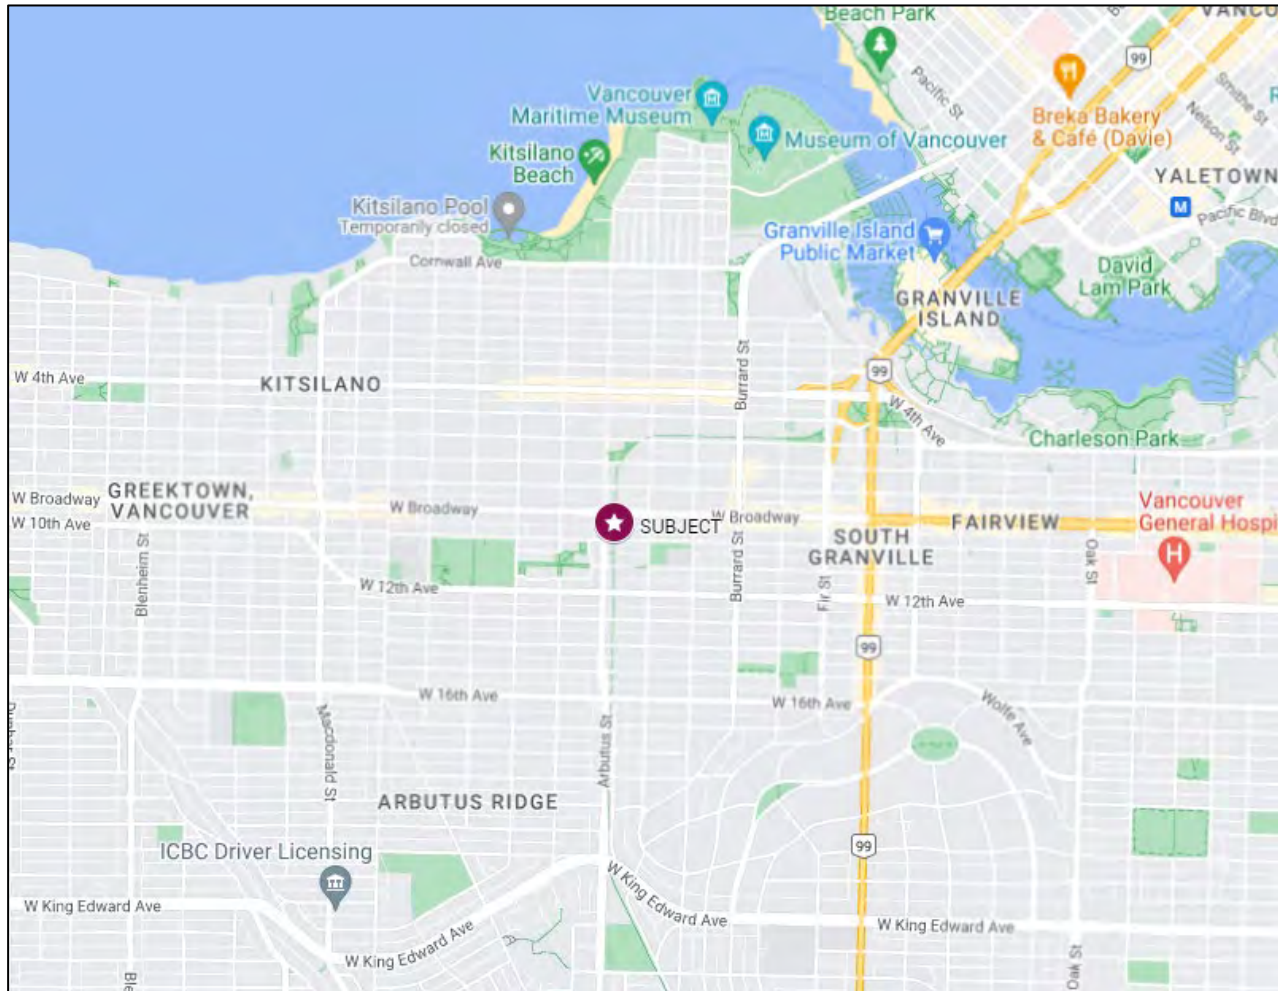 Beach Park
VANCO
99
Pacific St
Smithe St
Vancouver
Maritime Museum
Breka Bakery
& Café (Davie)
Nelson St
Museum of Vancouver
Kitsilano
Beach
YALETOWN
M
Kitsilano Pool
Temporarily closed
Pacific Blvd
Granville Island
Public Market
Cornwall Ave
David
Lam Park
GRANVILLE
ISLAND
W 4th Ave
KITSILANO
Burrard St
99
W 4th Ave
Charleson Park
W Broadway
GREEKTOWN,
VANCOUVER
W 10th Ave
W Broadway
SUBJECT
W Broadway
FAIRVIEW
SOUTH
GRANVILLE
Vancouver
General Hospi
H
Blenheim St
W 12th Ave
Burrard St
Fir St
W 12th Ave
Oak St
99
W 16th Ave
W 16th Ave
Wolfe Ave
Macdonald St
Arbutus St
ARBUTUS RIDGE
ICBC Driver Licensing
99
W King Edward Ave
W King Edward Ave
W King Edward Ave
W King Edward Ave
Ble
Oak St